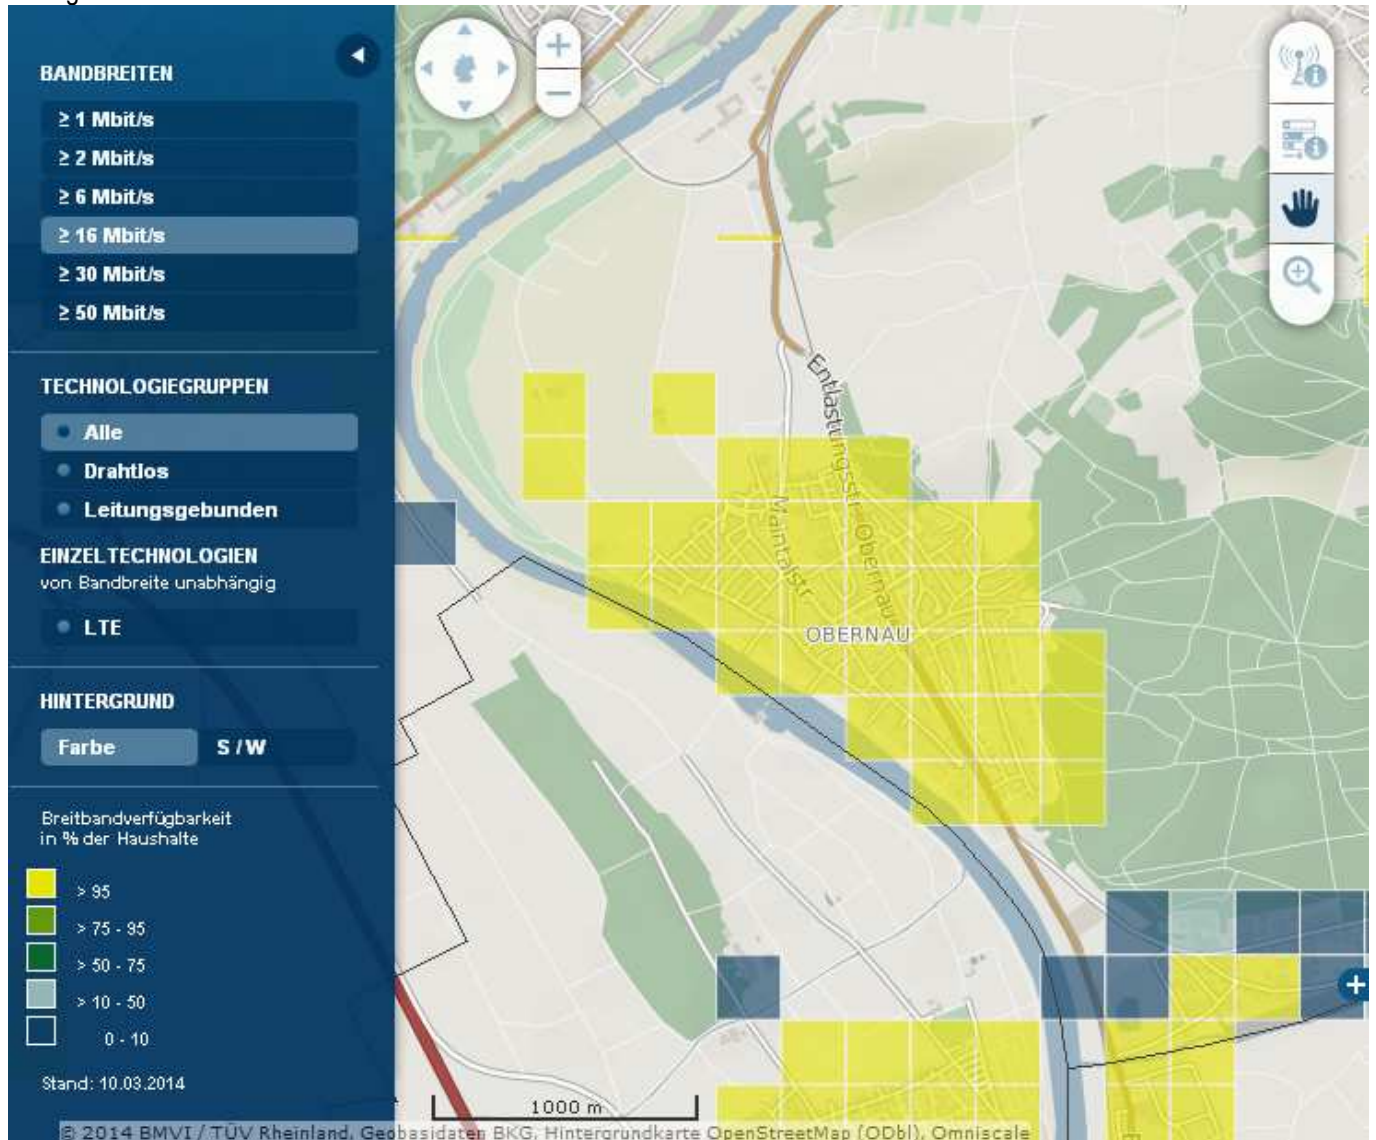 BANDBREITEN
≥ 1 Mbit/s
≥ 2 Mbit/s
≥ 6 Mbit/s
≥ 16 Mbit/s
≥ 30 Mbit/s
≥ 50 Mbit/s
TECHNOLOGIEGRUPPEN
Alle
Drahtlos
Leitungsgebunden
EINZELTECHNOLOGIEN
von Bandbreite unabhängig
LTE
HINTERGRUND
Farbe S / W
Breitbandverfügbarkeit
in % der Haushalte
> 95
> 75 - 95
> 50 - 75
> 10 - 50
0 - 10
Stand: 10.03.2014
Entlastungsstr. Obernau
Maintalstr
OBERNAU
1000 m
© 2014 BMVI / TÜV Rheinland, Geobasidaten BKG, Hintergrundkarte OpenStreetMap (ODbl), Omniscale